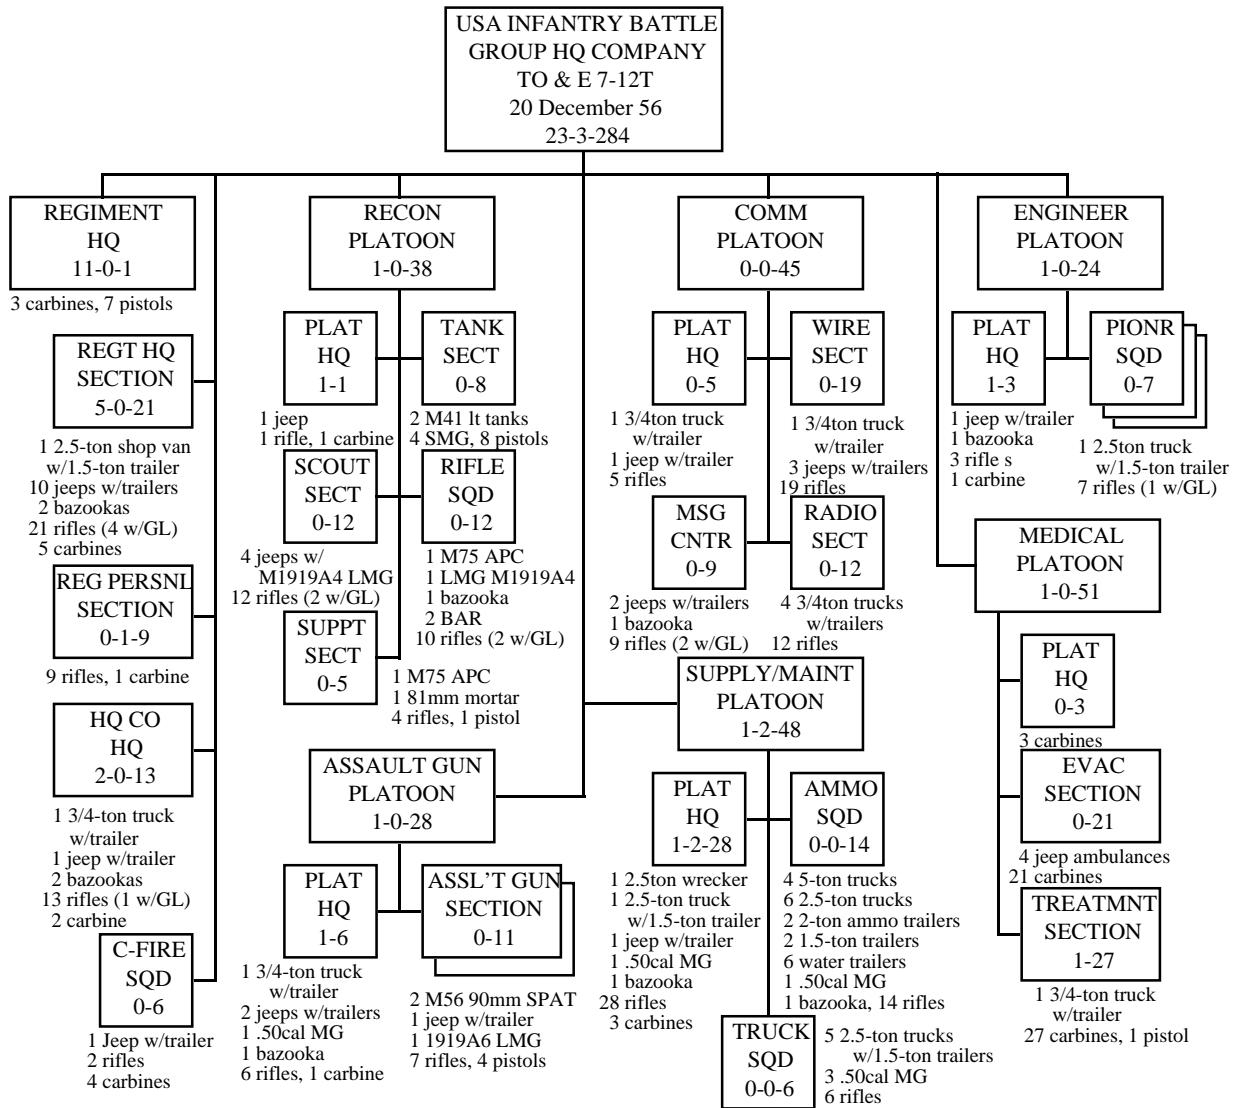 USA INFANTRY BATTLE
GROUP HQ COMPANY
TO & E 7-12T
20 December 56
23-3-284
REGIMENT
HQ
11-0-1
3 carbines, 7 pistols
REGT HQ
SECTION
5-0-21
1 2.5-ton shop van
w/1.5-ton trailer
10 jeeps w/trailers
2 bazookas
21 rifles (4 w/GL)
5 carbines
REG PERSNL
SECTION
0-1-9
9 rifles, 1 carbine
HQ CO
HQ
2-0-13
1 3/4-ton truck
w/trailer
1 jeep w/trailer
2 bazookas
13 rifles (1 w/GL)
2 carbine
C-FIRE
SQD
0-6
1 Jeep w/trailer
2 rifles
4 carbines
RECON
PLATOON
1-0-38
PLAT
HQ
1-1
1 jeep
1 rifle, 1 carbine
TANK
SECT
0-8
2 M41 lt tanks
4 SMG, 8 pistols
SCOUT
SECT
0-12
4 jeeps w/
M1919A4 LMG
12 rifles (2 w/GL)
RIFLE
SQD
0-12
1 M75 APC
1 LMG M1919A4
1 bazooka
2 BAR
10 rifles (2 w/GL)
SUPPT
SECT
0-5
1 M75 APC
1 81mm mortar
4 rifles, 1 pistol
ASSAULT GUN
PLATOON
1-0-28
PLAT
HQ
1-6
1 3/4-ton truck
w/trailer
2 jeeps w/trailers
1 .50cal MG
1 bazooka
6 rifles, 1 carbine
ASSL'T GUN
SECTION
0-11
2 M56 90mm SPAT
1 jeep w/trailer
1 1919A6 LMG
7 rifles, 4 pistols
COMM
PLATOON
0-0-45
PLAT
HQ
0-5
1 3/4ton truck
w/trailer
1 jeep w/trailer
5 rifles
WIRE
SECT
0-19
1 3/4ton truck
w/trailer
3 jeeps w/trailers
19 rifles
MSG
CNTR
0-9
2 jeeps w/trailers
1 bazooka
9 rifles (2 w/GL)
RADIO
SECT
0-12
4 3/4ton trucks
w/trailers
12 rifles
SUPPLY/MAINT
PLATOON
1-2-48
PLAT
HQ
1-2-28
1 2.5ton wrecker
1 2.5-ton truck
w/1.5-ton trailer
1 jeep w/trailer
1 .50cal MG
1 bazooka
28 rifles
3 carbines
AMMO
SQD
0-0-14
4 5-ton trucks
6 2.5-ton trucks
2 2-ton ammo trailers
2 1.5-ton trailers
6 water trailers
1 .50cal MG
1 bazooka, 14 rifles
TRUCK
SQD
0-0-6
5 2.5-ton trucks
w/1.5-ton trailers
3 .50cal MG
6 rifles
ENGINEER
PLATOON
1-0-24
PLAT
HQ
1-3
1 jeep w/trailer
1 bazooka
3 rifle s
1 carbine
PIONR
SQD
0-7
1 2.5ton truck
w/1.5-ton trailer
7 rifles (1 w/GL)
MEDICAL
PLATOON
1-0-51
PLAT
HQ
0-3
3 carbines
EVAC
SECTION
0-21
4 jeep ambulances
21 carbines
TREATMNT
SECTION
1-27
1 3/4-ton truck
w/trailer
27 carbines, 1 pistol